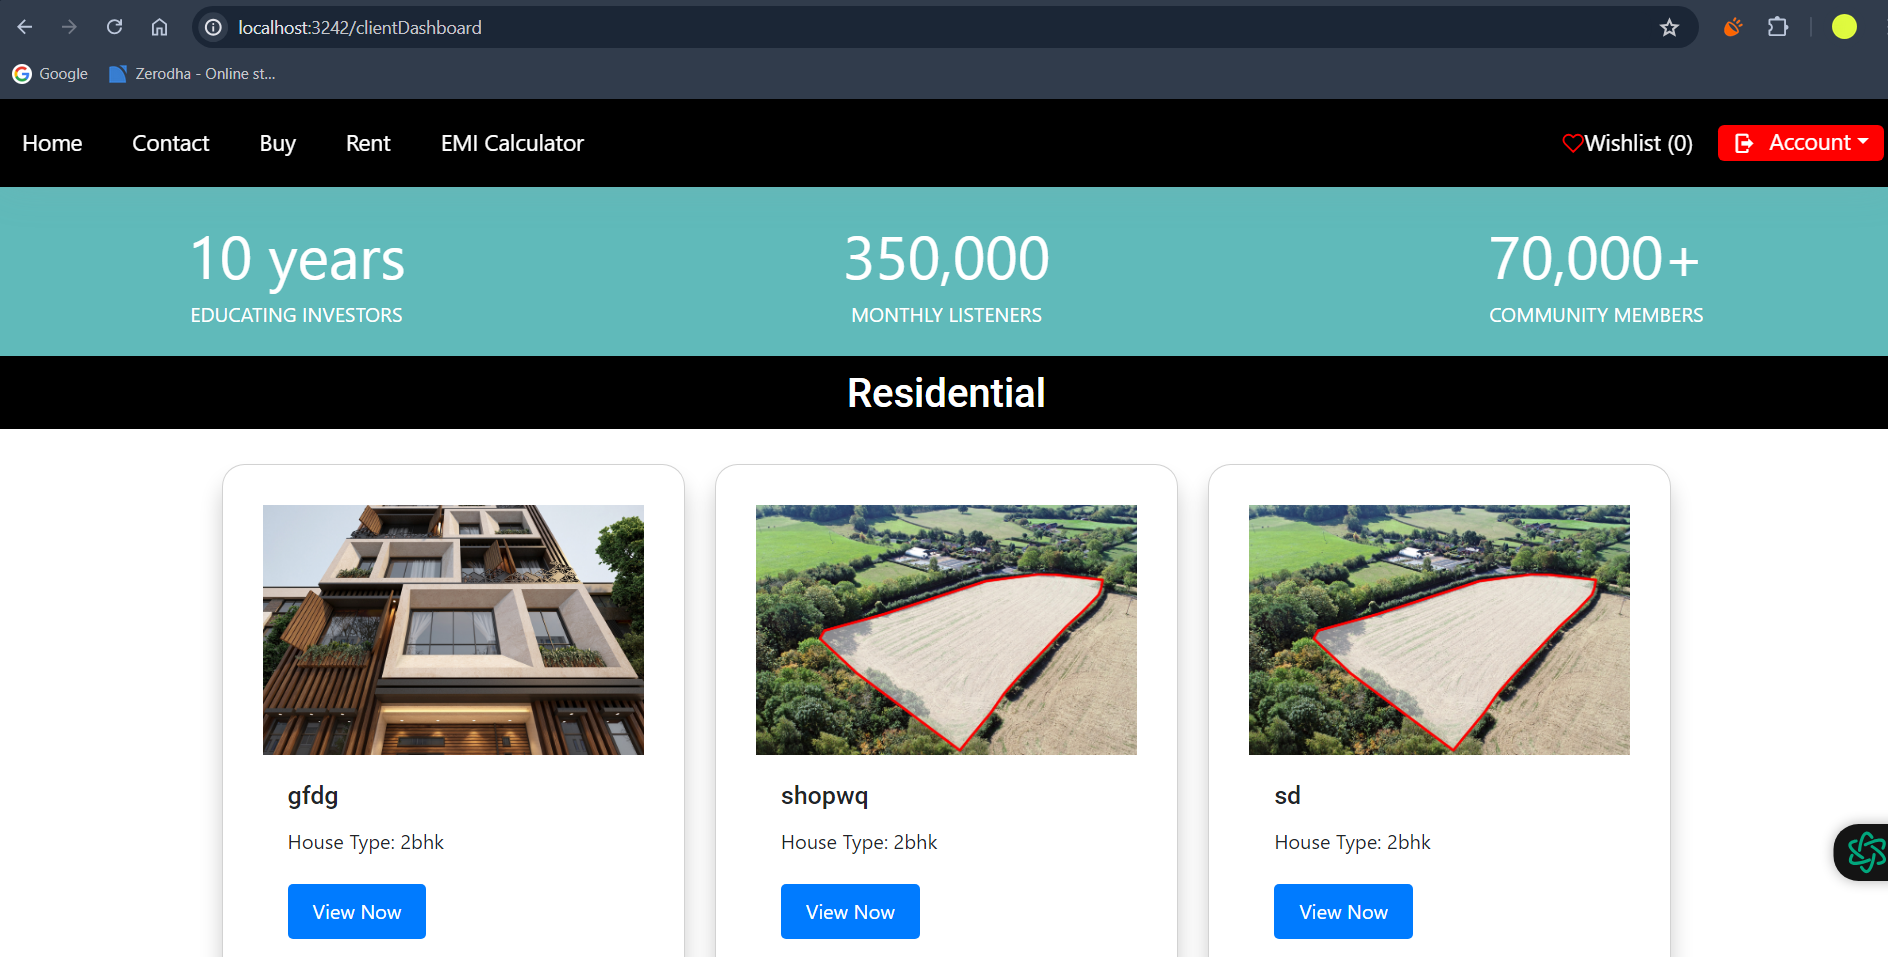 localhost:3242/clientDashboard
Google Zerodha - Online st...
Home Contact Buy Rent EMI Calculator Wishlist (0) Account
10 years 350,000 70,000+
EDUCATING INVESTORS MONTHLY LISTENERS COMMUNITY MEMBERS
Residential
gfdg shopwq sd
House Type: 2bhk House Type: 2bhk House Type: 2bhk
View Now View Now View Now